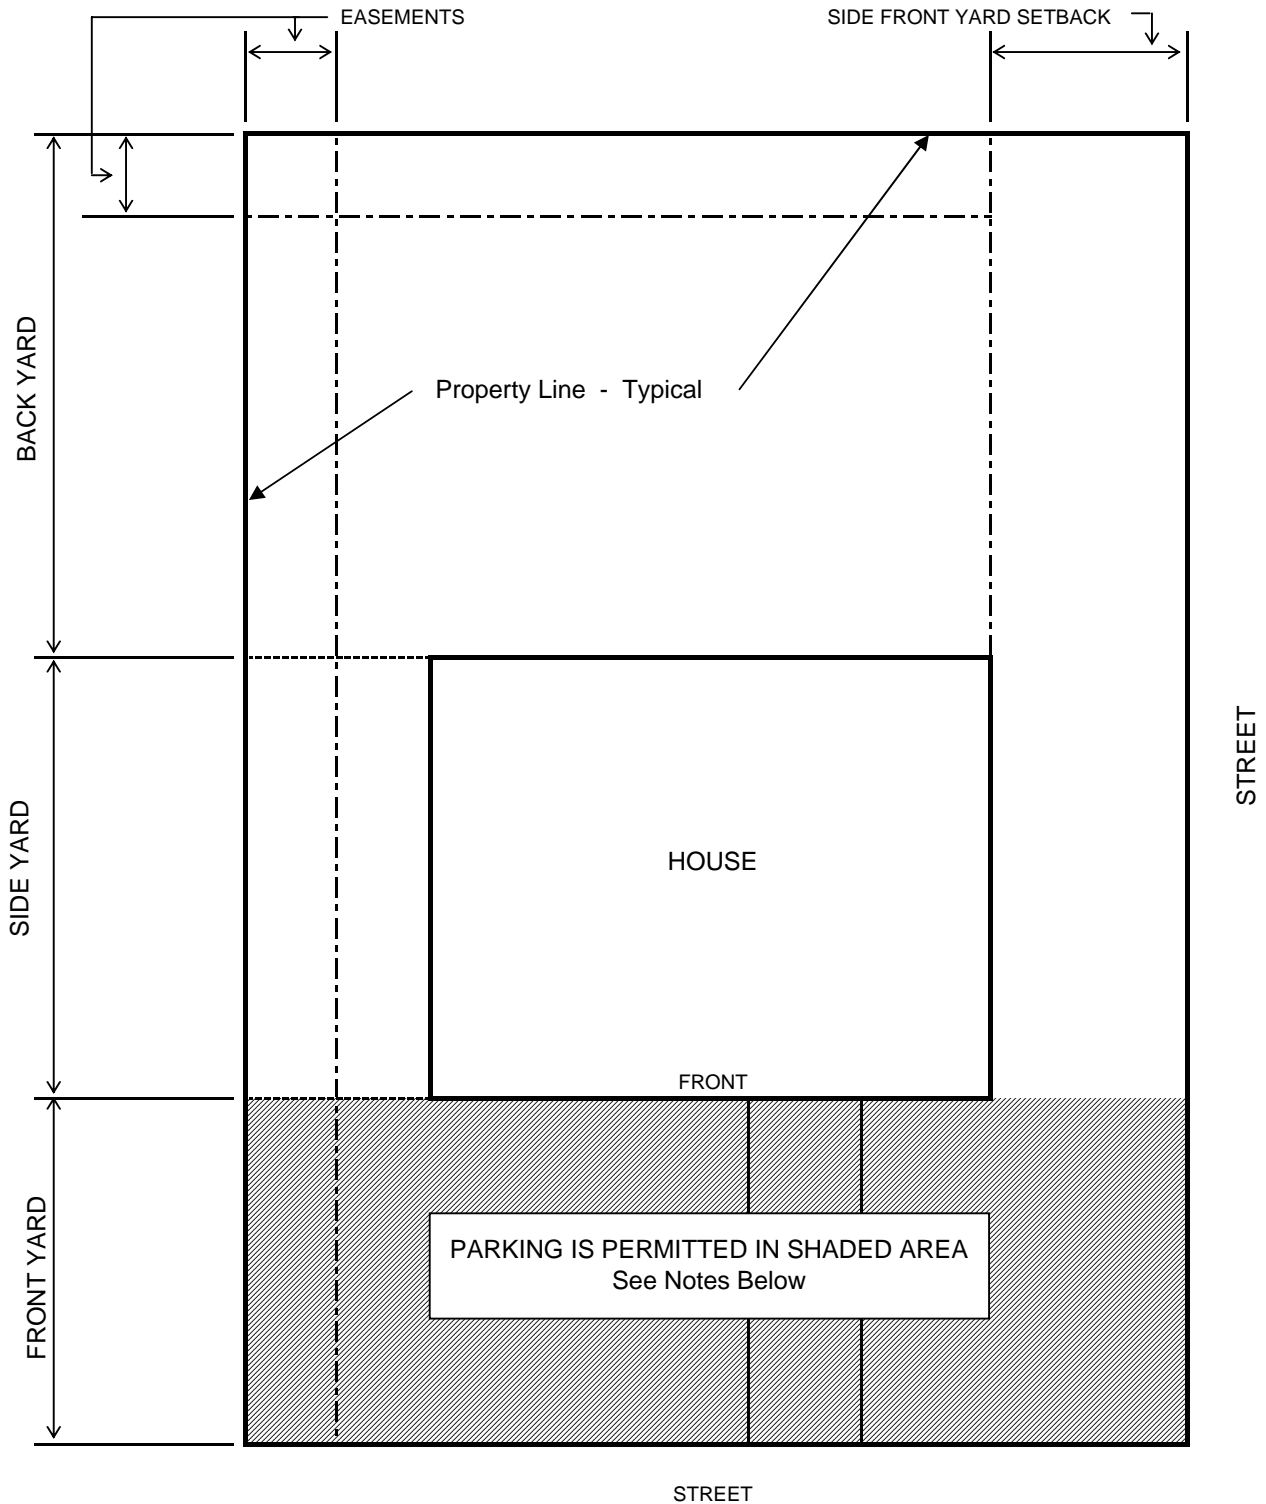 EASEMENTS
SIDE FRONT YARD SETBACK
BACK YARD
Property Line - Typical
STREET
SIDE YARD
HOUSE
FRONT
FRONT YARD
PARKING IS PERMITTED IN SHADED AREA
See Notes Below
STREET